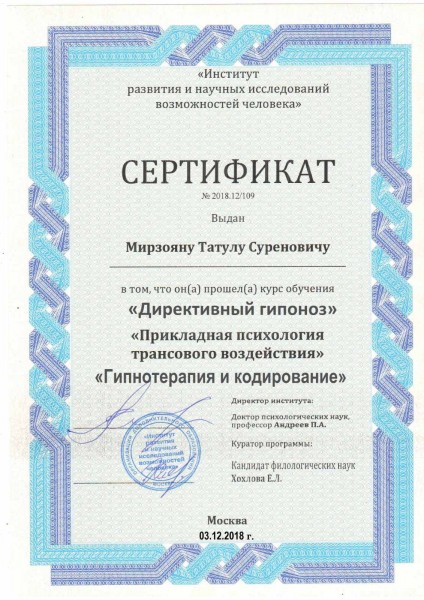 «Институт
развития и научных исследований
возможностей человека»
СЕРТИФИКАТ
№ 2018.12/109
Выдан
Мирзояну Татулу Суреновичу
в том, что он(а) прошел(а) курс обучения
«Директивный гипоноз»
«Прикладная психология
трансового воздействия»
«Гипнотерапия и кодирование»
Директор института:
Доктор психологических наук,
профессор Андреев П.А.
Куратор программы:
Кандидат филологических наук
Хохлова Е.Л.
«Институт
развития
и научных
исследований
возможностей
человека»
Москва
03.12.2018 г.